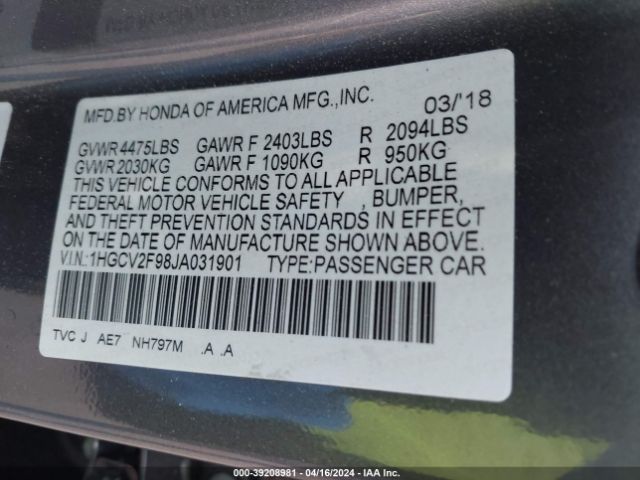 MFD.BY HONDA OF AMERICA MFG.,INC. 03/'18
GVWR 4475LBS GAWR F 2403LBS R 2094LBS
GVWR 2030KG GAWR F 1090KG R 950KG
THIS VEHICLE CONFORMS TO ALL APPLICABLE
FEDERAL MOTOR VEHICLE SAFETY , BUMPER,
AND THEFT PREVENTION STANDARDS IN EFFECT
ON THE DATE OF MANUFACTURE SHOWN ABOVE.
V.I.N.:1HGCV2F98JA031901 TYPE:PASSENGER CAR
TVC J AE7 NH797M .A .A
000-39208981 | 04/16/2024 | IAA Inc.